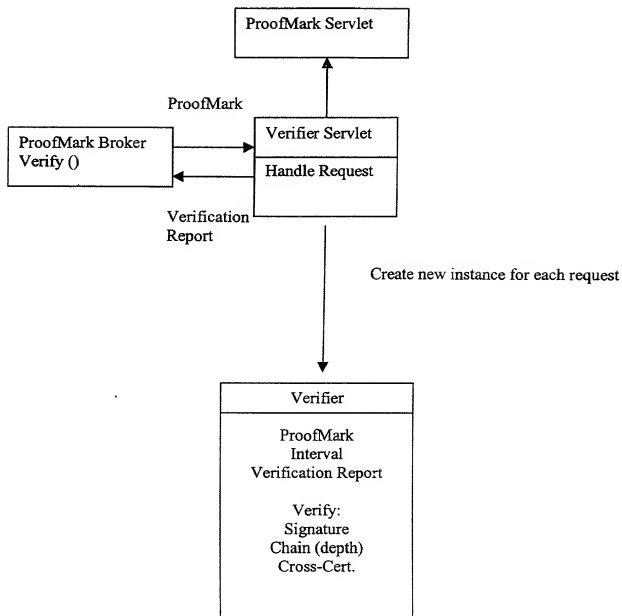 ProofMark Servlet
ProofMark
Verifier Servlet
ProofMark Broker
Verify ()
Handle Request
Verification
Report
Create new instance for each request
Verifier
ProofMark
Interval
Verification Report
Verify:
Signature
Chain (depth)
Cross-Cert.